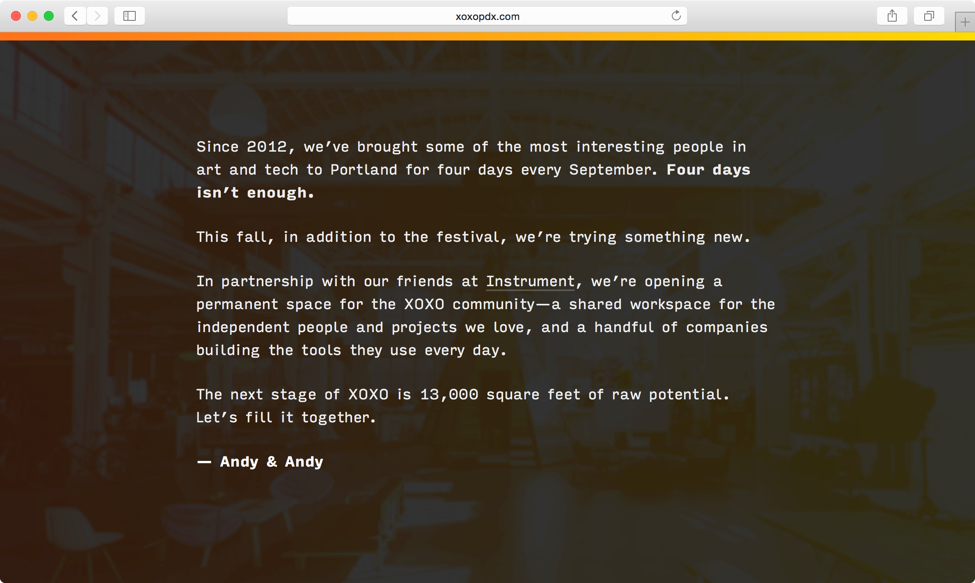 xoxopdx.com
Since 2012, we’ve brought some of the most interesting people in
art and tech to Portland for four days every September. Four days
isn’t enough.
This fall, in addition to the festival, we’re trying something new.
In partnership with our friends at Instrument, we’re opening a
permanent space for the XOXO community—a shared workspace for the
independent people and projects we love, and a handful of companies
building the tools they use every day.
The next stage of XOXO is 13,000 square feet of raw potential.
Let’s fill it together.
— Andy & Andy